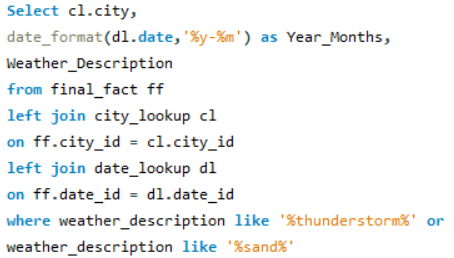 Select cl.city,
date_format(dl.date,'%y-%m') as Year_Months,
Weather_Description
from final_fact ff
left join city_lookup cl
on ff.city_id = cl.city_id
left join date_lookup dl
on ff.date_id = dl.date_id
where weather_description like '%thunderstorm%' or
weather_description like '%sand%'